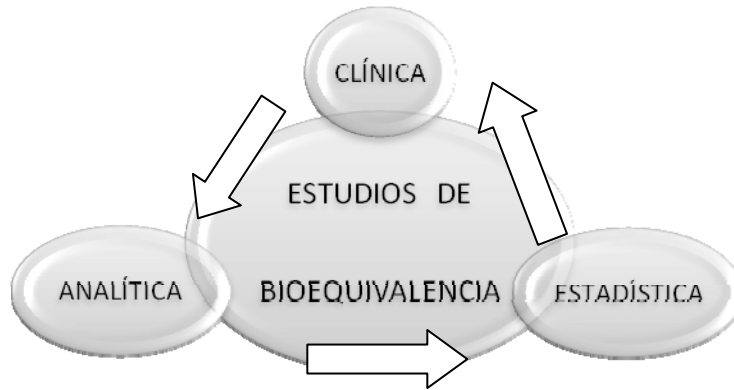 CLÍNICA
ESTUDIOS DE
BIOEQUIVALENCIA
ANALÍTICA
ESTADÍSTICA